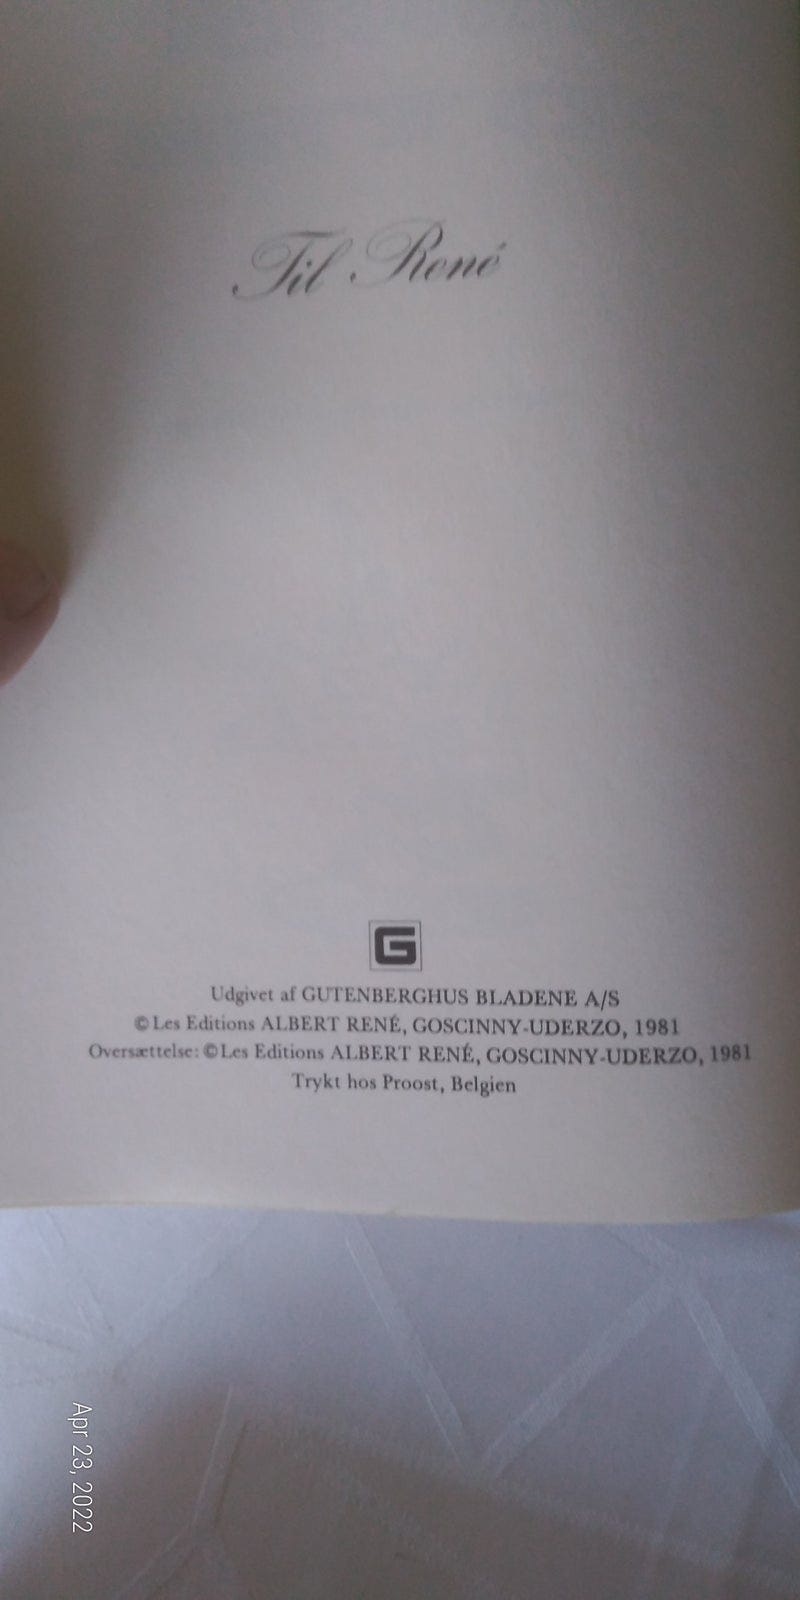 Til René
G
Udgivet af GUTENBERGHUS BLADENE A/S
© Les Editions ALBERT RENÉ, GOSCINNY-UDERZO, 1981
Oversættelse: © Les Editions ALBERT RENÉ, GOSCINNY-UDERZO, 1981
Trykt hos Proost, Belgien
Apr 23, 2022